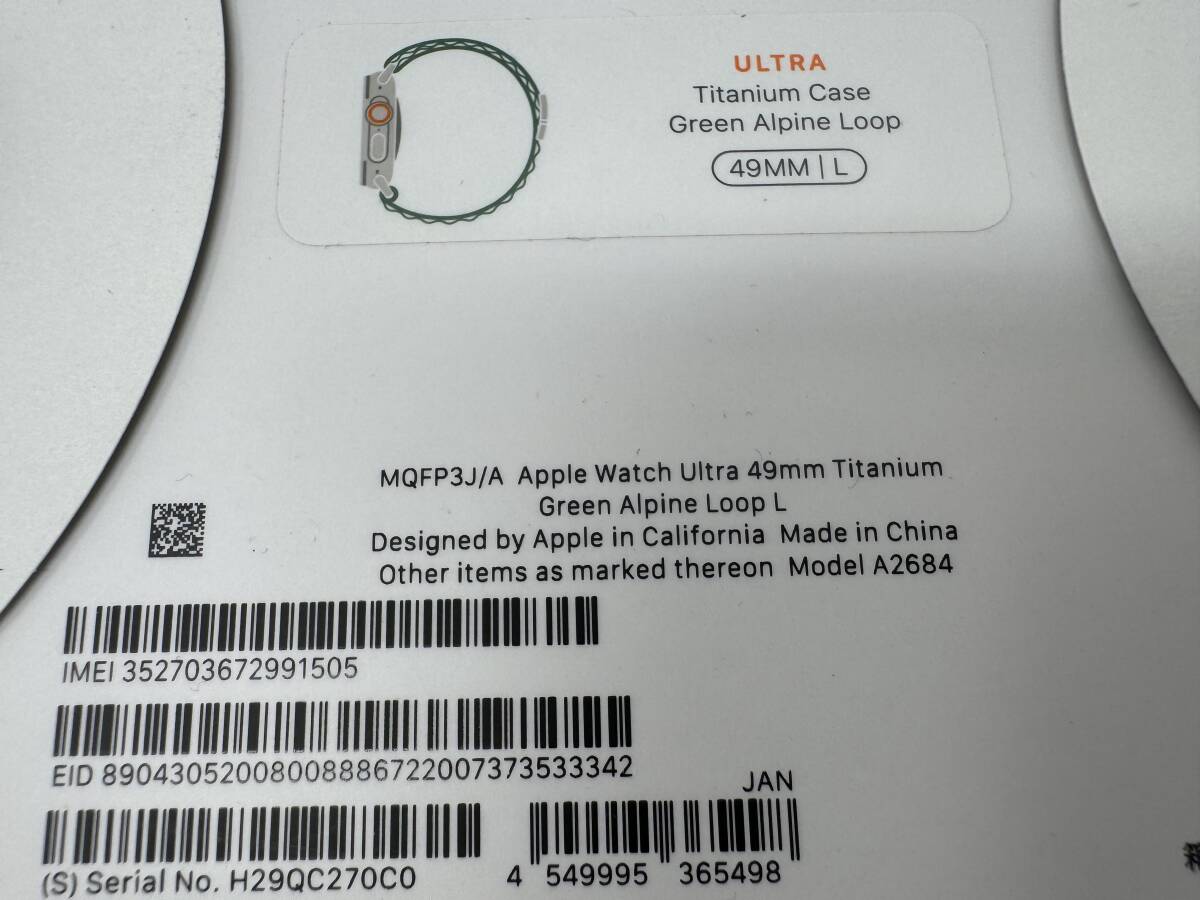 ULTRA
Titanium Case
Green Alpine Loop
49MM | L
MQFP3J/A Apple Watch Ultra 49mm Titanium
Green Alpine Loop L
Designed by Apple in California Made in China
Other items as marked thereon Model A2684
IMEI 352703672991505
EID 89043052008008886722007373533342
JAN
(S) Serial No. H29QC270C0
4 549995 365498